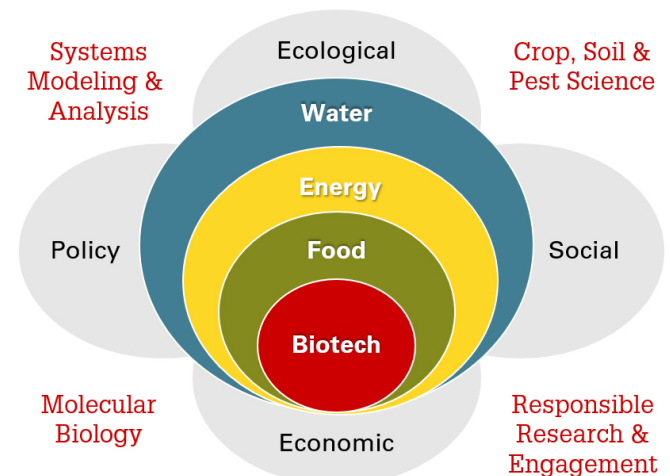 Systems
Modeling &
Analysis
Ecological
Crop, Soil &
Pest Science
Water
Energy
Policy
Food
Social
Biotech
Molecular
Biology
Economic
Responsible
Research &
Engagement